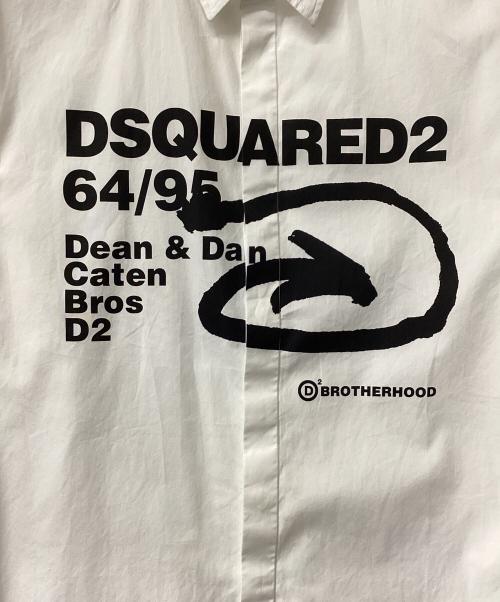 DSQUARED2
64/95
Dean & Dan
Caten
Bros
D2
D2 BROTHERHOOD